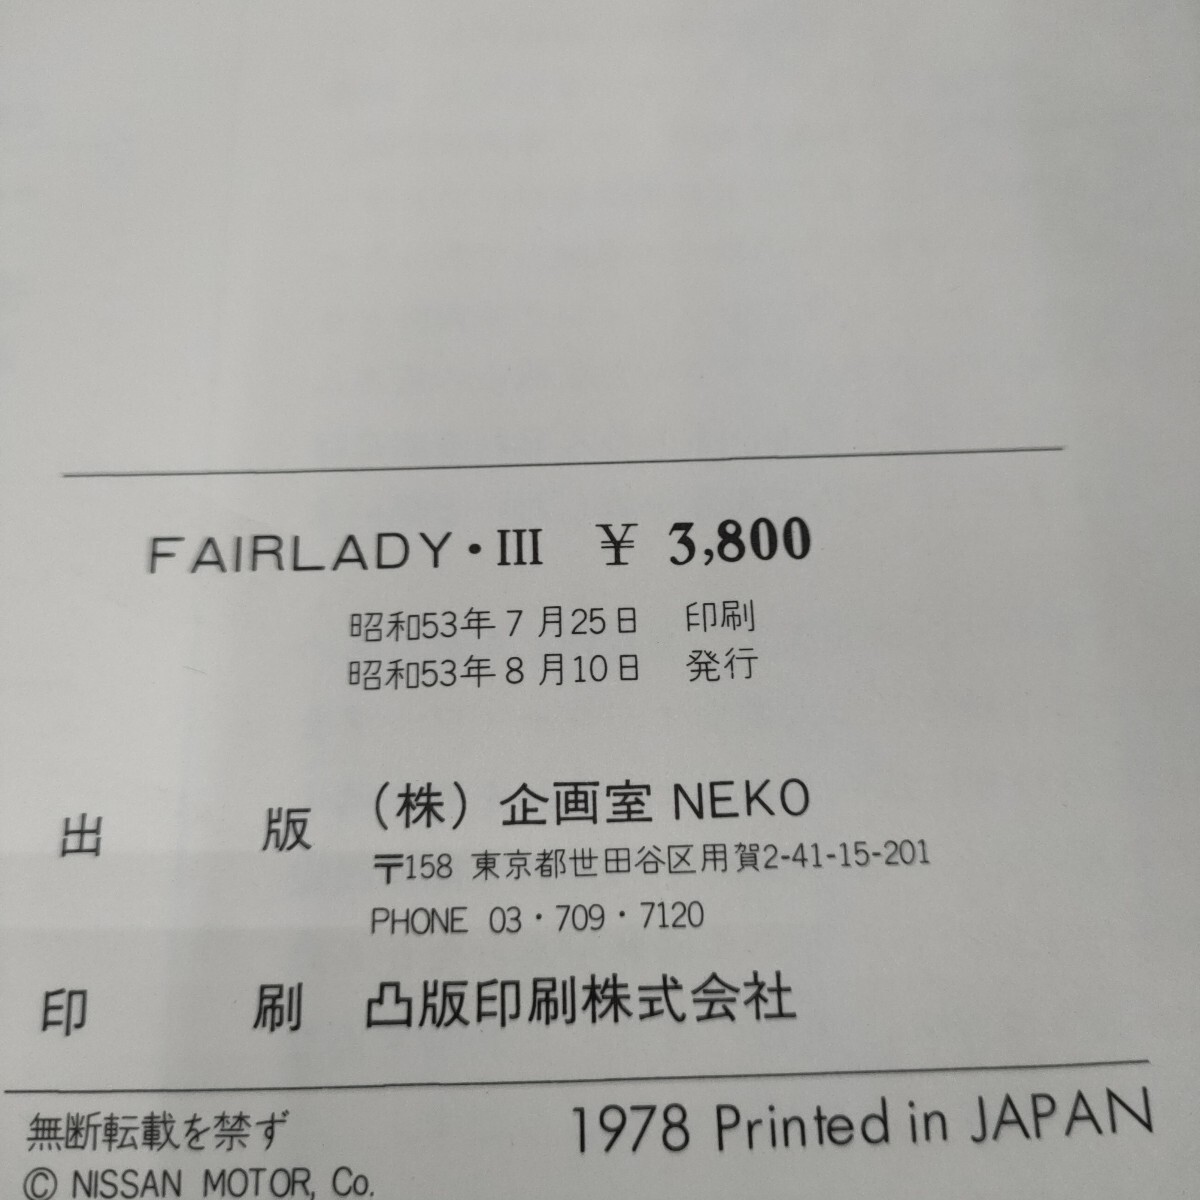 FAIRLADY・III ¥ 3,800
昭和53年7月25日 印刷
昭和53年8月10日 発行
出版 (株)企画室 NEKO
〒158 東京都世田谷区用賀2-41-15-201
PHONE 03・709・7120
印刷 凸版印刷株式会社
無断転載を禁ず 1978 Printed in JAPAN
© NISSAN MOTOR, Co.